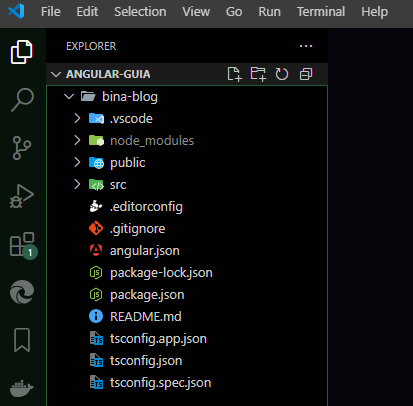 File Edit Selection View Go Run Terminal Help
EXPLORER
ANGULAR-GUIA
bina-blog
.vscode
node_modules
public
src
.editorconfig
.gitignore
angular.json
package-lock.json
package.json
README.md
tsconfig.app.json
tsconfig.json
tsconfig.spec.json
1